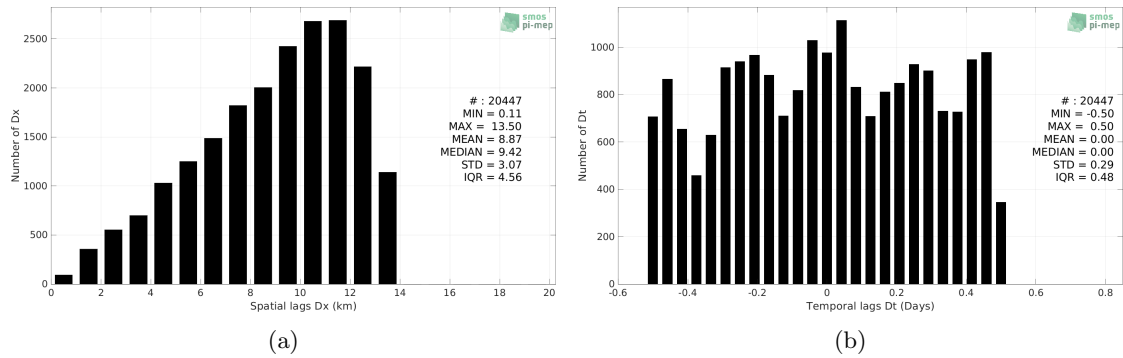 smos
pi-mep
2500
2000
1500
1000
500
0
Number of Dx
# : 20447
MIN = 0.11
MAX = 13.50
MEAN = 8.87
MEDIAN = 9.42
STD = 3.07
IQR = 4.56
0 2 4 6 8 10 12 14 16 18 20
Spatial lags Dx (km)
(a)
smos
pi-mep
1000
800
600
400
200
0
Number of Dt
# : 20447
MIN = -0.50
MAX = 0.50
MEAN = 0.00
MEDIAN = 0.00
STD = 0.29
IQR = 0.48
-0.6 -0.4 -0.2 0 0.2 0.4 0.6 0.8
Temporal lags Dt (Days)
(b)